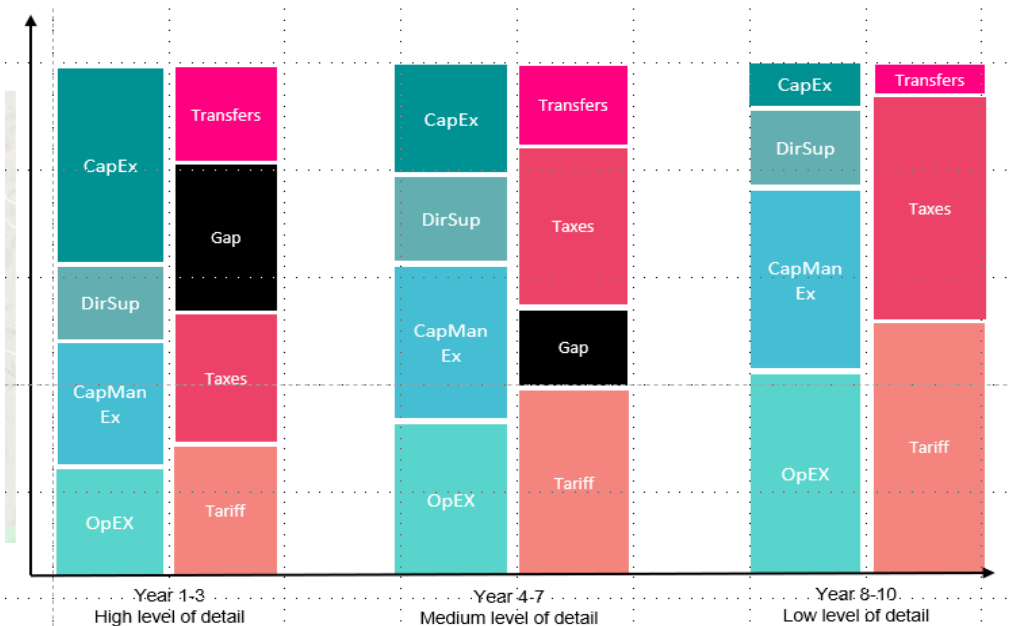 CapEx
DirSup
CapMan
Ex
OpEX
Transfers
Gap
Taxes
Tariff
Year 1-3
High level of detail
CapEx
DirSup
CapMan
Ex
OpEX
Transfers
Taxes
Gap
Tariff
Year 4-7
Medium level of detail
CapEx
DirSup
CapMan
Ex
OpEX
Transfers
Taxes
Tariff
Year 8-10
Low level of detail